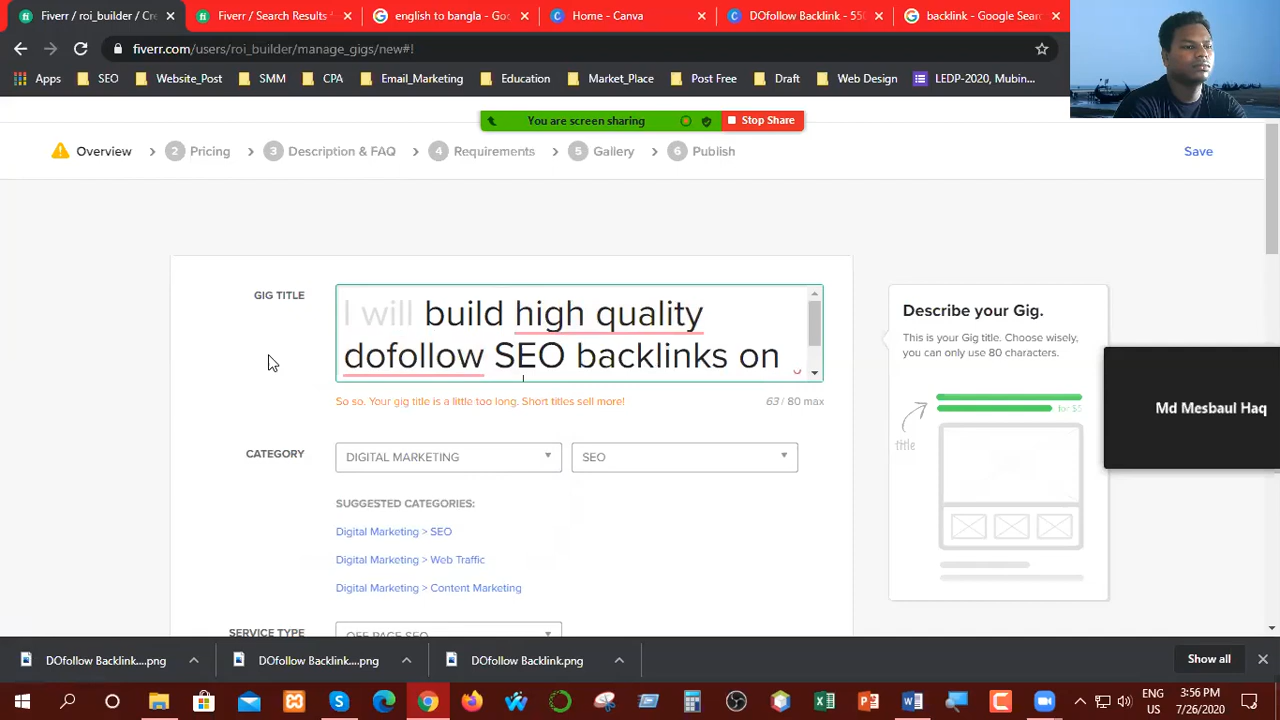 Fiverr / roi_builder / Cre
Fiverr / Search Results
english to bangla - Go
Home - Canva
DOfollow Backlink - 550
backlink - Google Sear
fiverr.com/users/roi_builder/manage_gigs/new#!
Apps
SEO
Website_Post
SMM
CPA
Email_Marketing
Education
Market_Place
Post Free
Draft
Web Design
LEDP-2020, Mubin...
You are screen sharing
Stop Share
Overview
2 Pricing
3 Description & FAQ
4 Requirements
5 Gallery
6 Publish
Save
GIG TITLE
I will build high quality
dofollow SEO backlinks on
So so. Your gig title is a little too long. Short titles sell more!
63 / 80 max
Describe your Gig.
This is your Gig title. Choose wisely,
you can only use 80 characters.
title
for $5
Md Mesbaul Haq
CATEGORY
DIGITAL MARKETING
SEO
SUGGESTED CATEGORIES:
Digital Marketing > SEO
Digital Marketing > Web Traffic
Digital Marketing > Content Marketing
SERVICE TYPE
OFF PAGE SEO
DOfollow Backlink....png
DOfollow Backlink....png
DOfollow Backlink.png
Show all
ENG
US
3:56 PM
7/26/2020